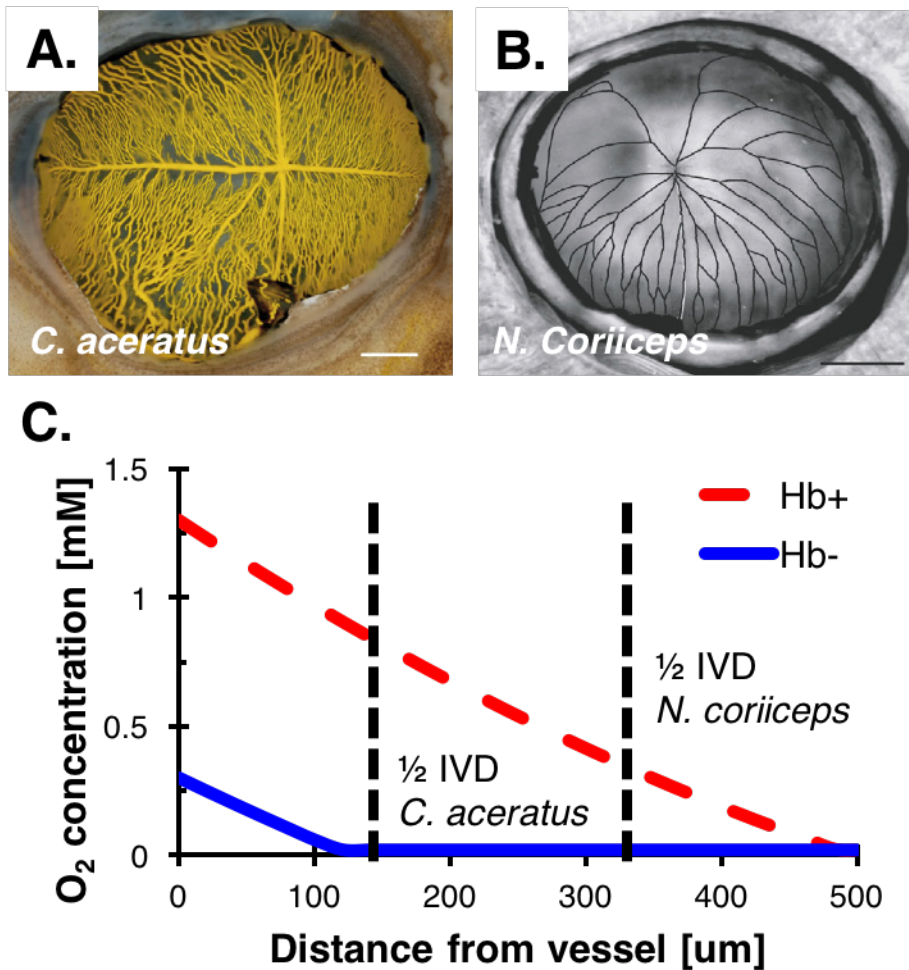 A.
B.
C. aceratus
N. Coriiceps
C.
O₂ concentration [mM]
1.5
1
0.5
0
Hb+
Hb-
½ IVD
N. coriiceps
½ IVD
C. aceratus
0
100
200
300
400
500
Distance from vessel [um]